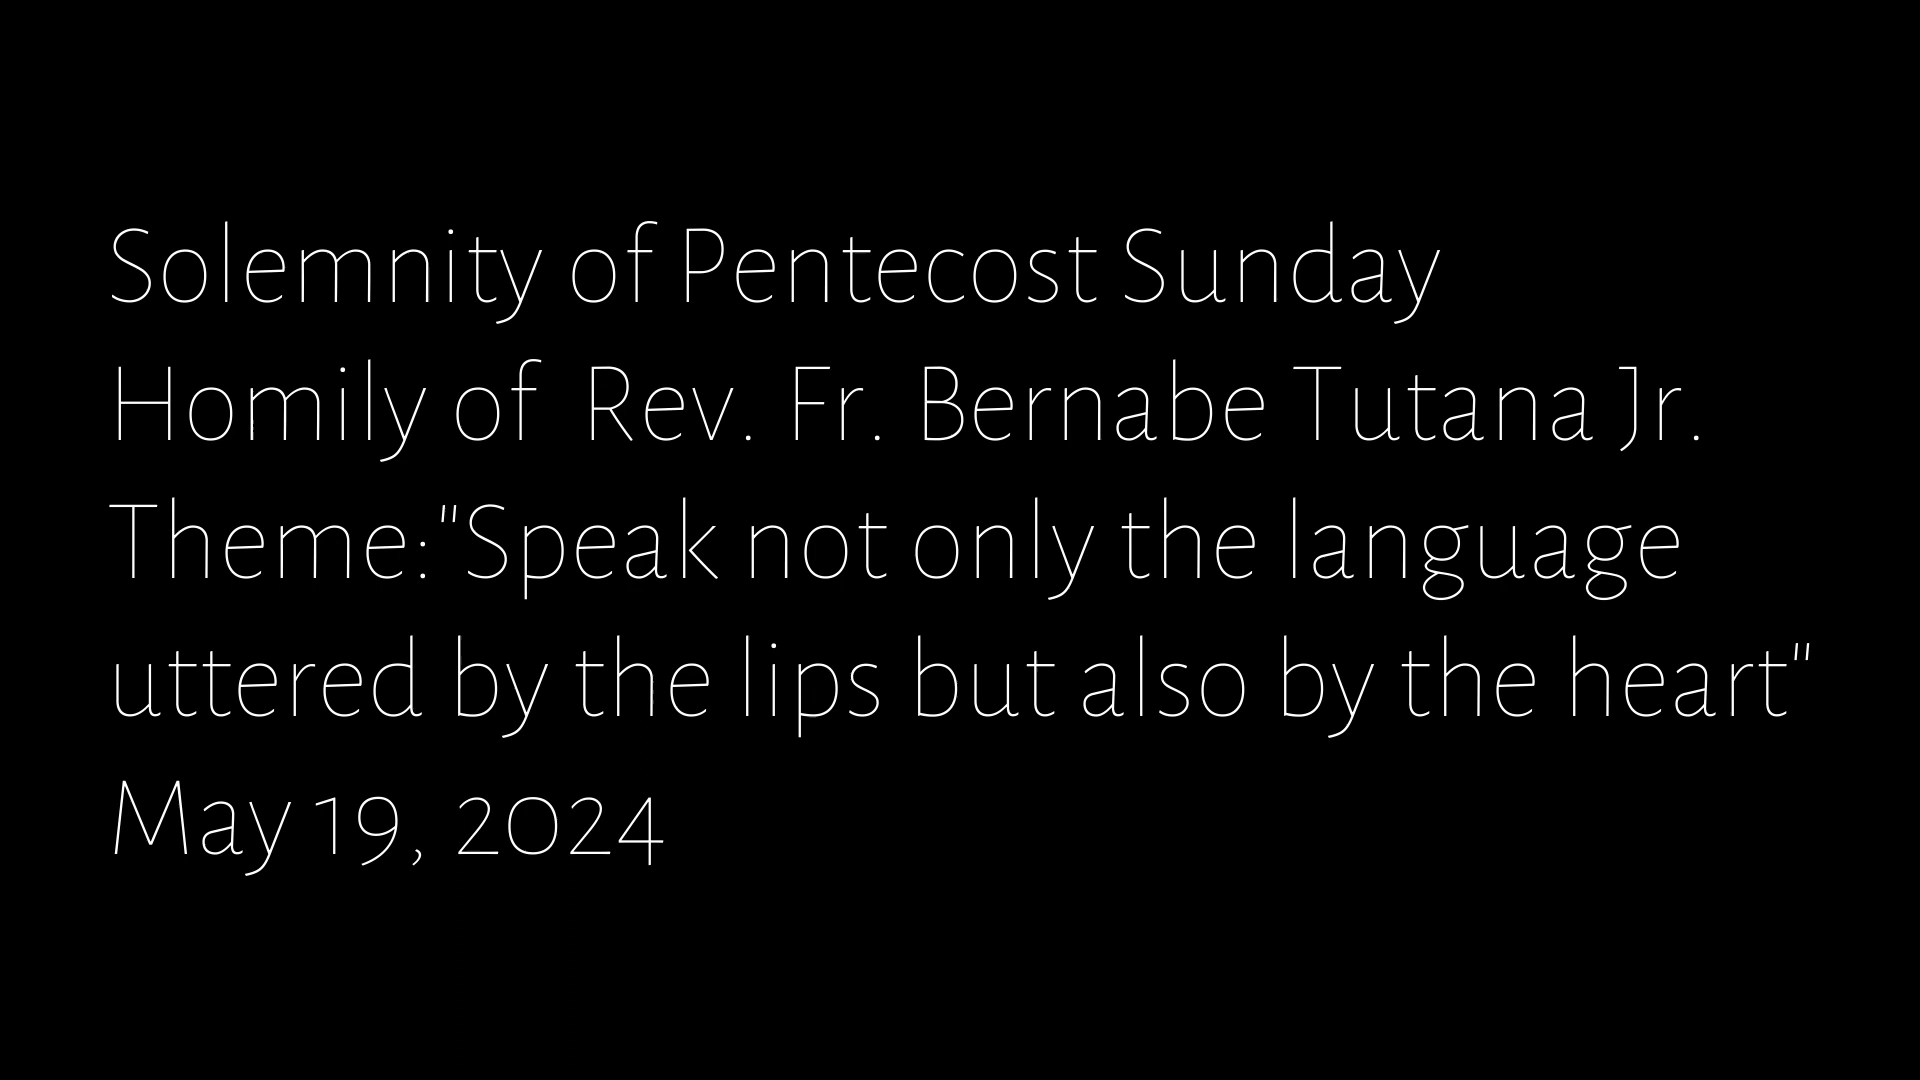 Solemnity of Pentecost Sunday
Homily of  Rev. Fr. Bernabe Tutana Jr.
Theme:"Speak not only the language
uttered by the lips but also by the heart"
May 19, 2024